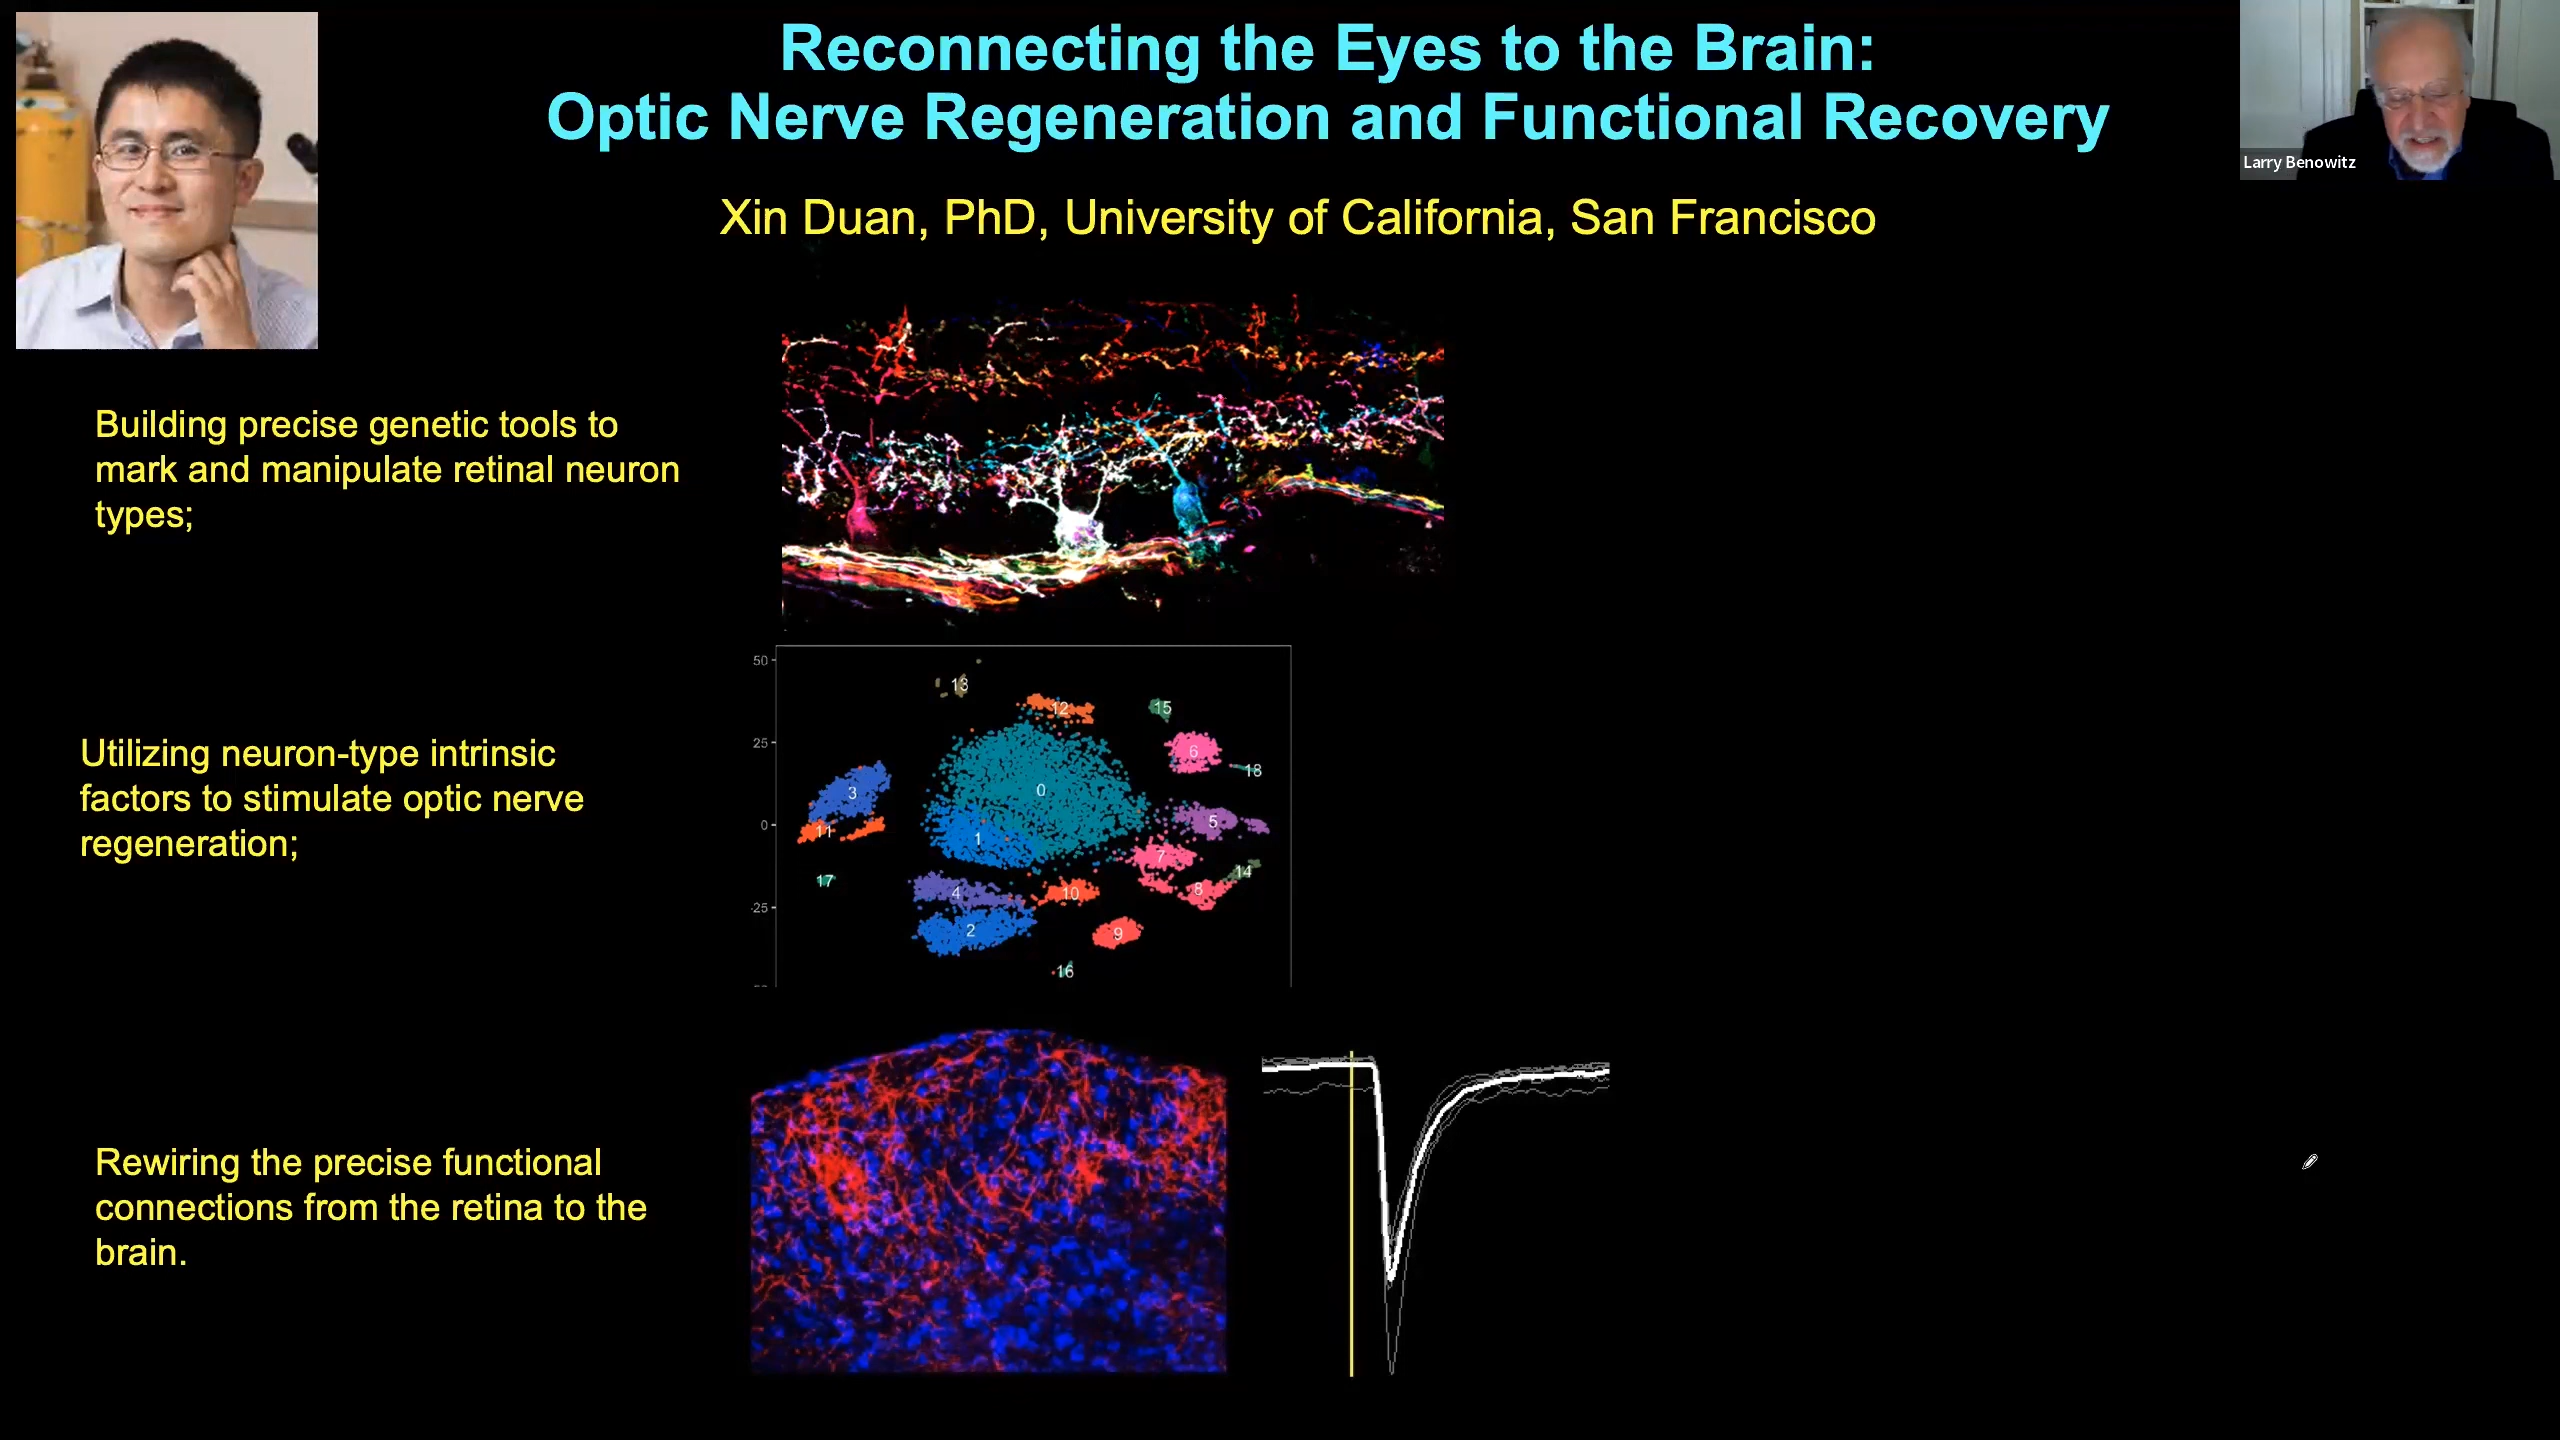 Reconnecting the Eyes to the Brain:
Optic Nerve Regeneration and Functional Recovery
Larry Benowitz
Xin Duan, PhD, University of California, San Francisco
Building precise genetic tools to
mark and manipulate retinal neuron
types;
50
13
12
15
25
6
18
3
0
5
11
0
1
7
14
17
4
10
8
-25
2
9
16
Utilizing neuron-type intrinsic
factors to stimulate optic nerve
regeneration;
Rewiring the precise functional
connections from the retina to the
brain.